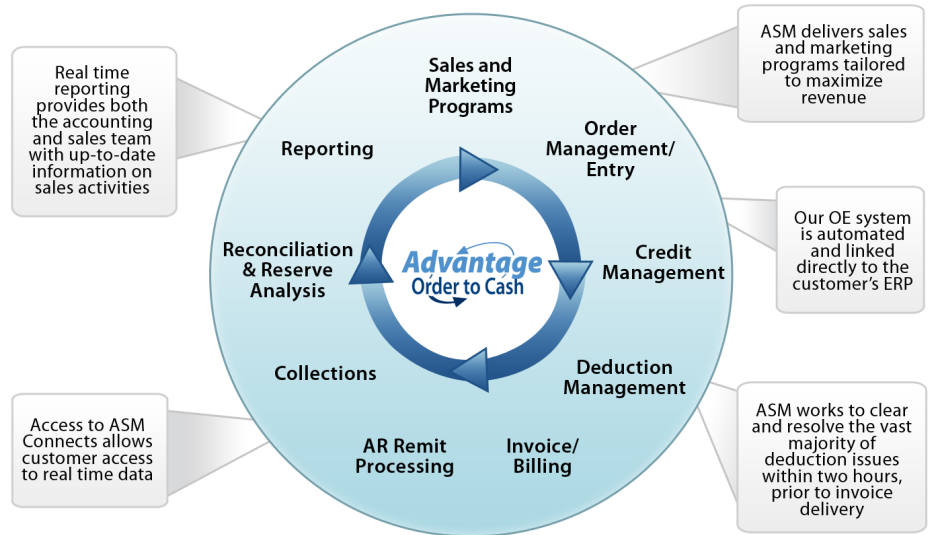 Sales and
Marketing
Programs
Order
Management/
Entry
Credit
Management
Deduction
Management
Invoice/
Billing
AR Remit
Processing
Collections
Reconciliation
& Reserve
Analysis
Reporting
Advantage
Order to Cash
Real time
reporting
provides both
the accounting
and sales team
with up-to-date
information on
sales activities
ASM delivers sales
and marketing
programs tailored
to maximize
revenue
Our OE system
is automated
and linked
directly to the
customer's ERP
ASM works to clear
and resolve the vast
majority of
deduction issues
within two hours,
prior to invoice
delivery
Access to ASM
Connects allows
customer access
to real time data